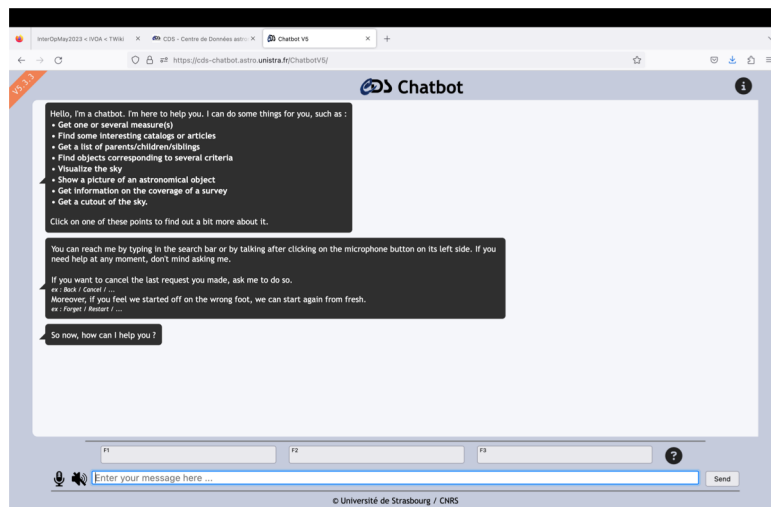 InterOpMay2023 < IVOA < TWiki
CDS - Centre de Données astro
Chatbot V5
https://cds-chatbot.astro.unistra.fr/ChatbotV5/
V5.3.3
CDS Chatbot
Hello, I'm a chatbot. I'm here to help you. I can do some things for you, such as :
• Get one or several measure(s)
• Find some interesting catalogs or articles
• Get a list of parents/children/siblings
• Find objects corresponding to several criteria
• Visualize the sky
• Show a picture of an astronomical object
• Get information on the coverage of a survey
• Get a cutout of the sky.
Click on one of these points to find out a bit more about it.
You can reach me by typing in the search bar or by talking after clicking on the microphone button on its left side. If you
need help at any moment, don't mind asking me.
If you want to cancel the last request you made, ask me to do so.
ex : Back / Cancel / ...
Moreover, if you feel we started off on the wrong foot, we can start again from fresh.
ex : Forget / Restart / ...
So now, how can I help you ?
F1
F2
F3
?
Enter your message here ...
Send
© Université de Strasbourg / CNRS